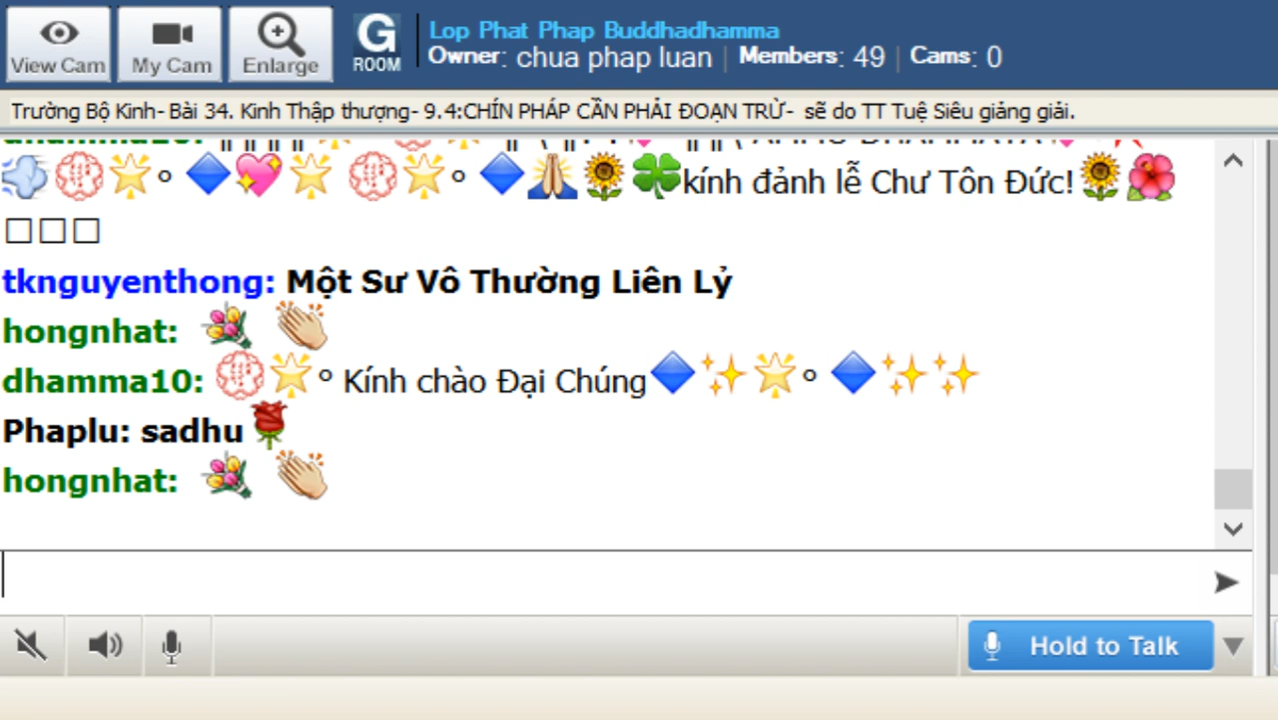 View Cam
My Cam
Enlarge
G
ROOM
Lop Phat Phap Buddhadhamma
Owner: chua phap luan | Members: 49 | Cams: 0
Trường Bộ Kinh- Bài 34. Kinh Thập thượng- 9.4:CHÍN PHÁP CẦN PHẢI ĐOẠN TRỪ- sẽ do TT Tuệ Siêu giảng giải.
kính đảnh lễ Chư Tôn Đức!
tknguyenthong: Một Sư Vô Thường Liên Lỷ
hongnhat:
dhamma10: Kính chào Đại Chúng
Phaplu: sadhu
hongnhat:
Hold to Talk